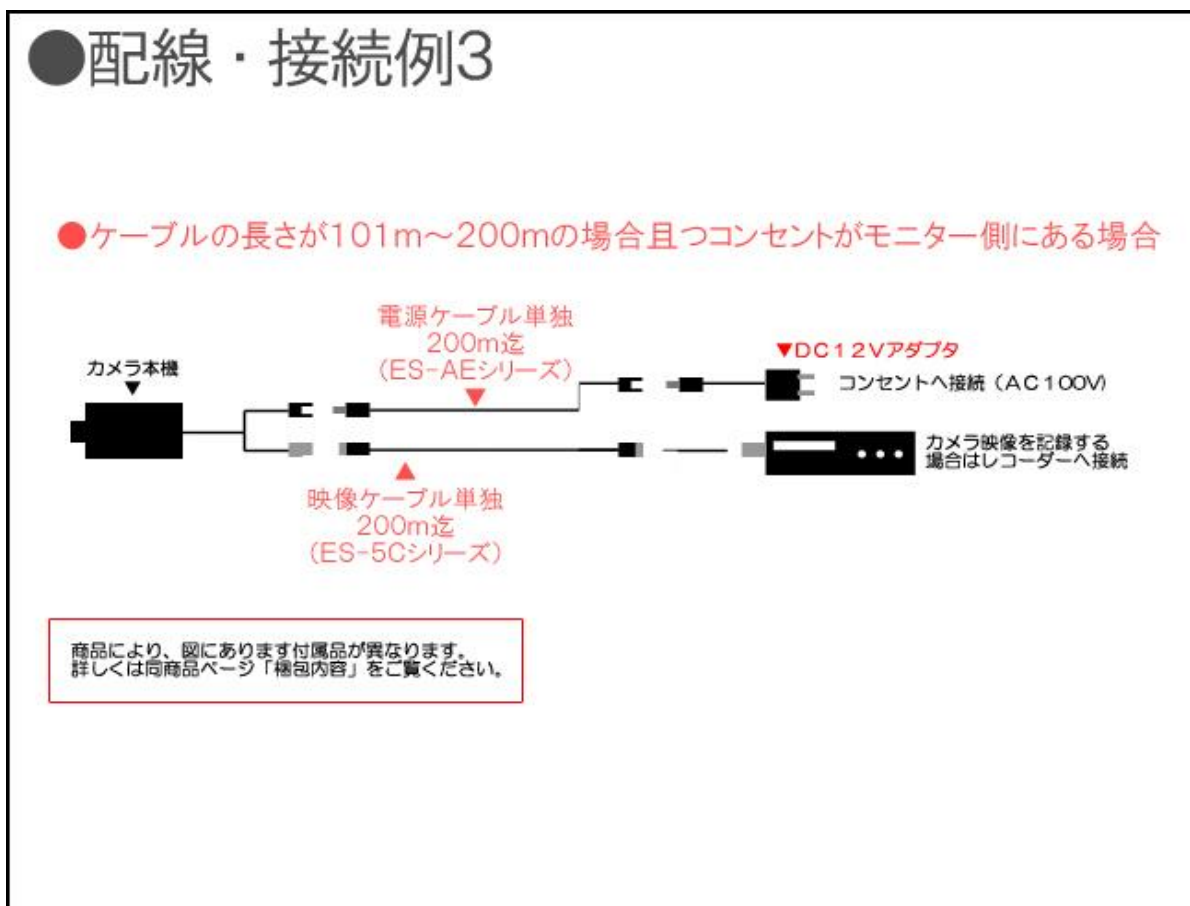 ●配線・接続例3
●ケーブルの長さが101m～200mの場合且つコンセントがモニター側にある場合
電源ケーブル単独
200m迄
(ES-AEシリーズ)
▼DC12Vアダプタ
カメラ本機
▼
コンセントへ接続(AC100V)
▼
カメラ映像を記録する
場合はレコーダーへ接続
▲
映像ケーブル単独
200m迄
(ES-5Cシリーズ)
商品により、図にあります付属品が異なります。
詳しくは同商品ページ「梱包内容」をご覧ください。